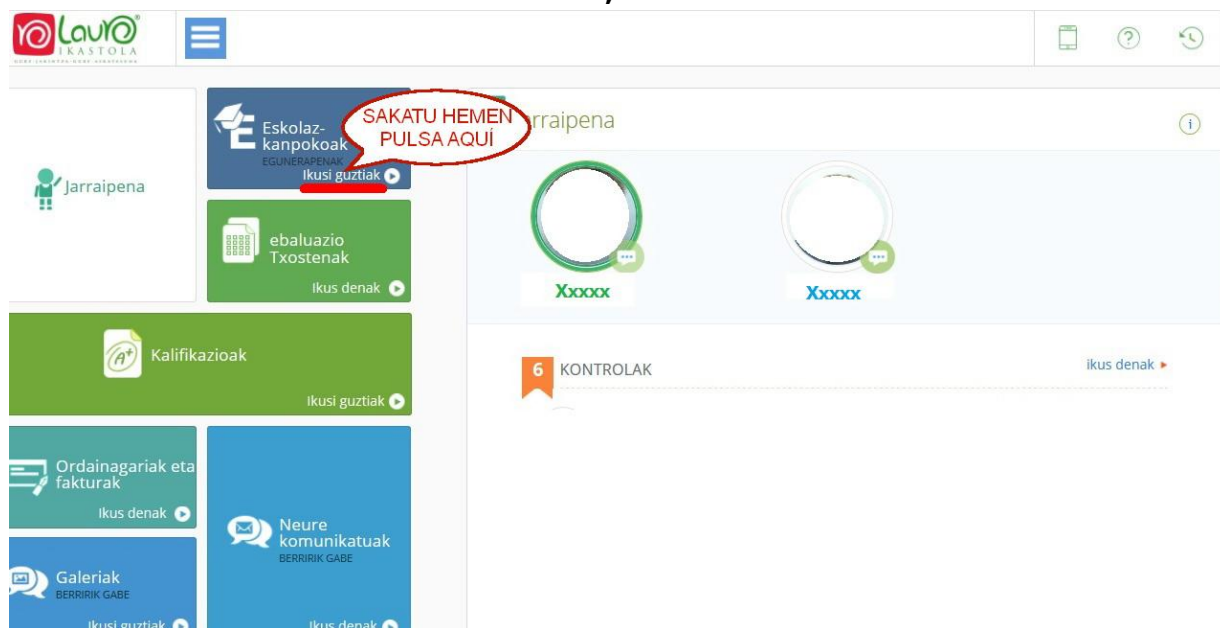 Lauro
IKASTOLA
Jarraipena
Eskolaz-
kanpokoak
EGUNERAPENAK
Ikusi guztiak
SAKATU HEMEN
PULSA AQUÍ
arraipena
ebaluazio
Txostenak
Ikus denak
Xxxxx
Xxxxx
A+
Kalifikazioak
Ikusi guztiak
6 KONTROLAK
ikus denak
Ordainagariak eta
fakturak
Ikus denak
Neure
komunikatuak
BERRIRIK GABE
Ikus denak
Galeriak
BERRIRIK GABE
Ikusi guztiak